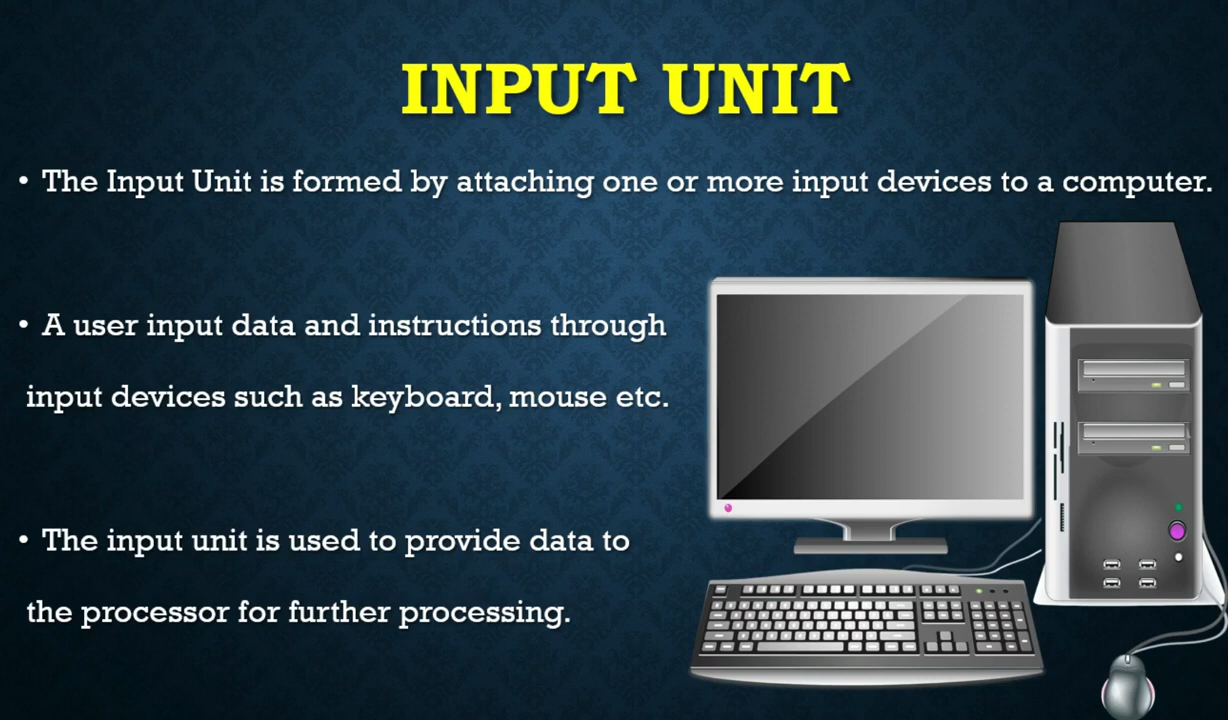 INPUT UNIT
• The Input Unit is formed by attaching one or more input devices to a computer.
• A user input data and instructions through
input devices such as keyboard, mouse etc.
• The input unit is used to provide data to
the processor for further processing.